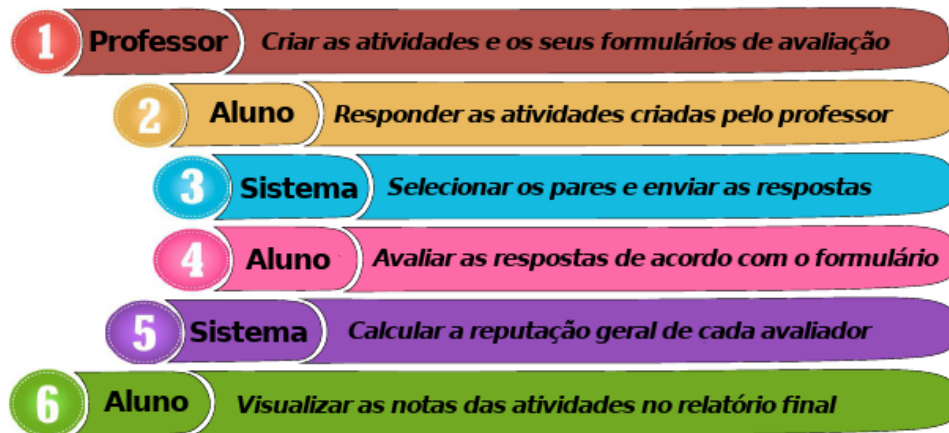 1 Professor Criar as atividades e os seus formulários de avaliação
2 Aluno Responder as atividades criadas pelo professor
3 Sistema Selecionar os pares e enviar as respostas
4 Aluno Avaliar as respostas de acordo com o formulário
5 Sistema Calcular a reputação geral de cada avaliador
6 Aluno Visualizar as notas das atividades no relatório final